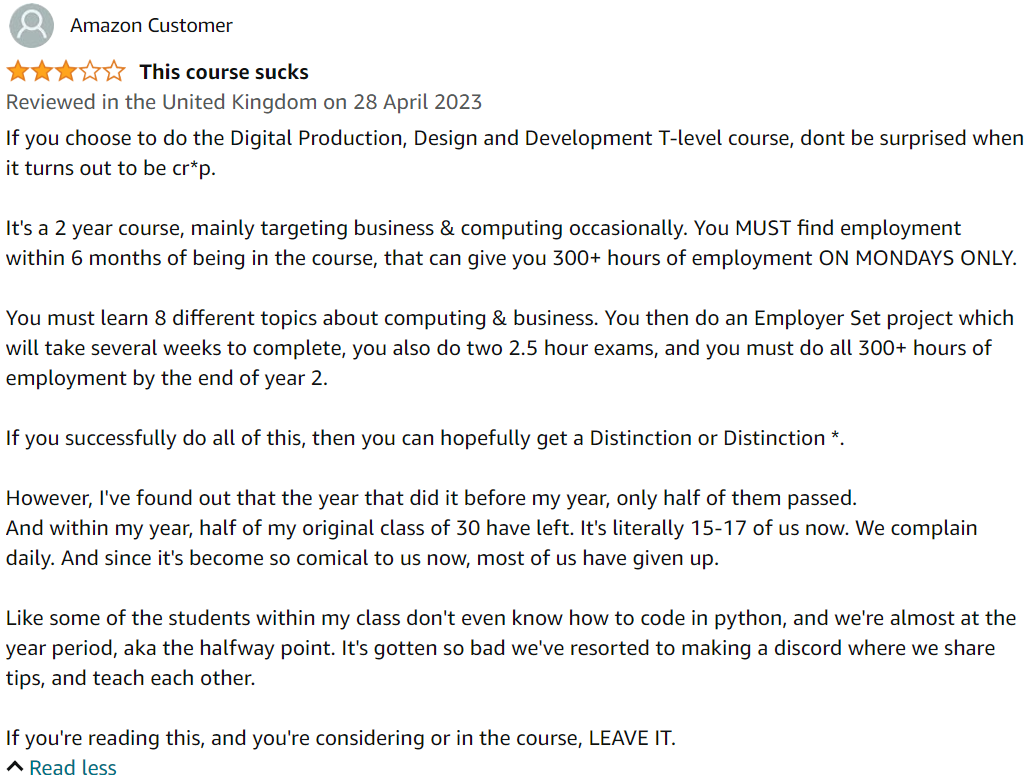 Amazon Customer
This course sucks
Reviewed in the United Kingdom on 28 April 2023
If you choose to do the Digital Production, Design and Development T-level course, dont be surprised when
it turns out to be cr*p.
It's a 2 year course, mainly targeting business & computing occasionally. You MUST find employment
within 6 months of being in the course, that can give you 300+ hours of employment ON MONDAYS ONLY.
You must learn 8 different topics about computing & business. You then do an Employer Set project which
will take several weeks to complete, you also do two 2.5 hour exams, and you must do all 300+ hours of
employment by the end of year 2.
If you successfully do all of this, then you can hopefully get a Distinction or Distinction *.
However, I've found out that the year that did it before my year, only half of them passed.
And within my year, half of my original class of 30 have left. It's literally 15-17 of us now. We complain
daily. And since it's become so comical to us now, most of us have given up.
Like some of the students within my class don't even know how to code in python, and we're almost at the
year period, aka the halfway point. It's gotten so bad we've resorted to making a discord where we share
tips, and teach each other.
If you're reading this, and you're considering or in the course, LEAVE IT.
Read less